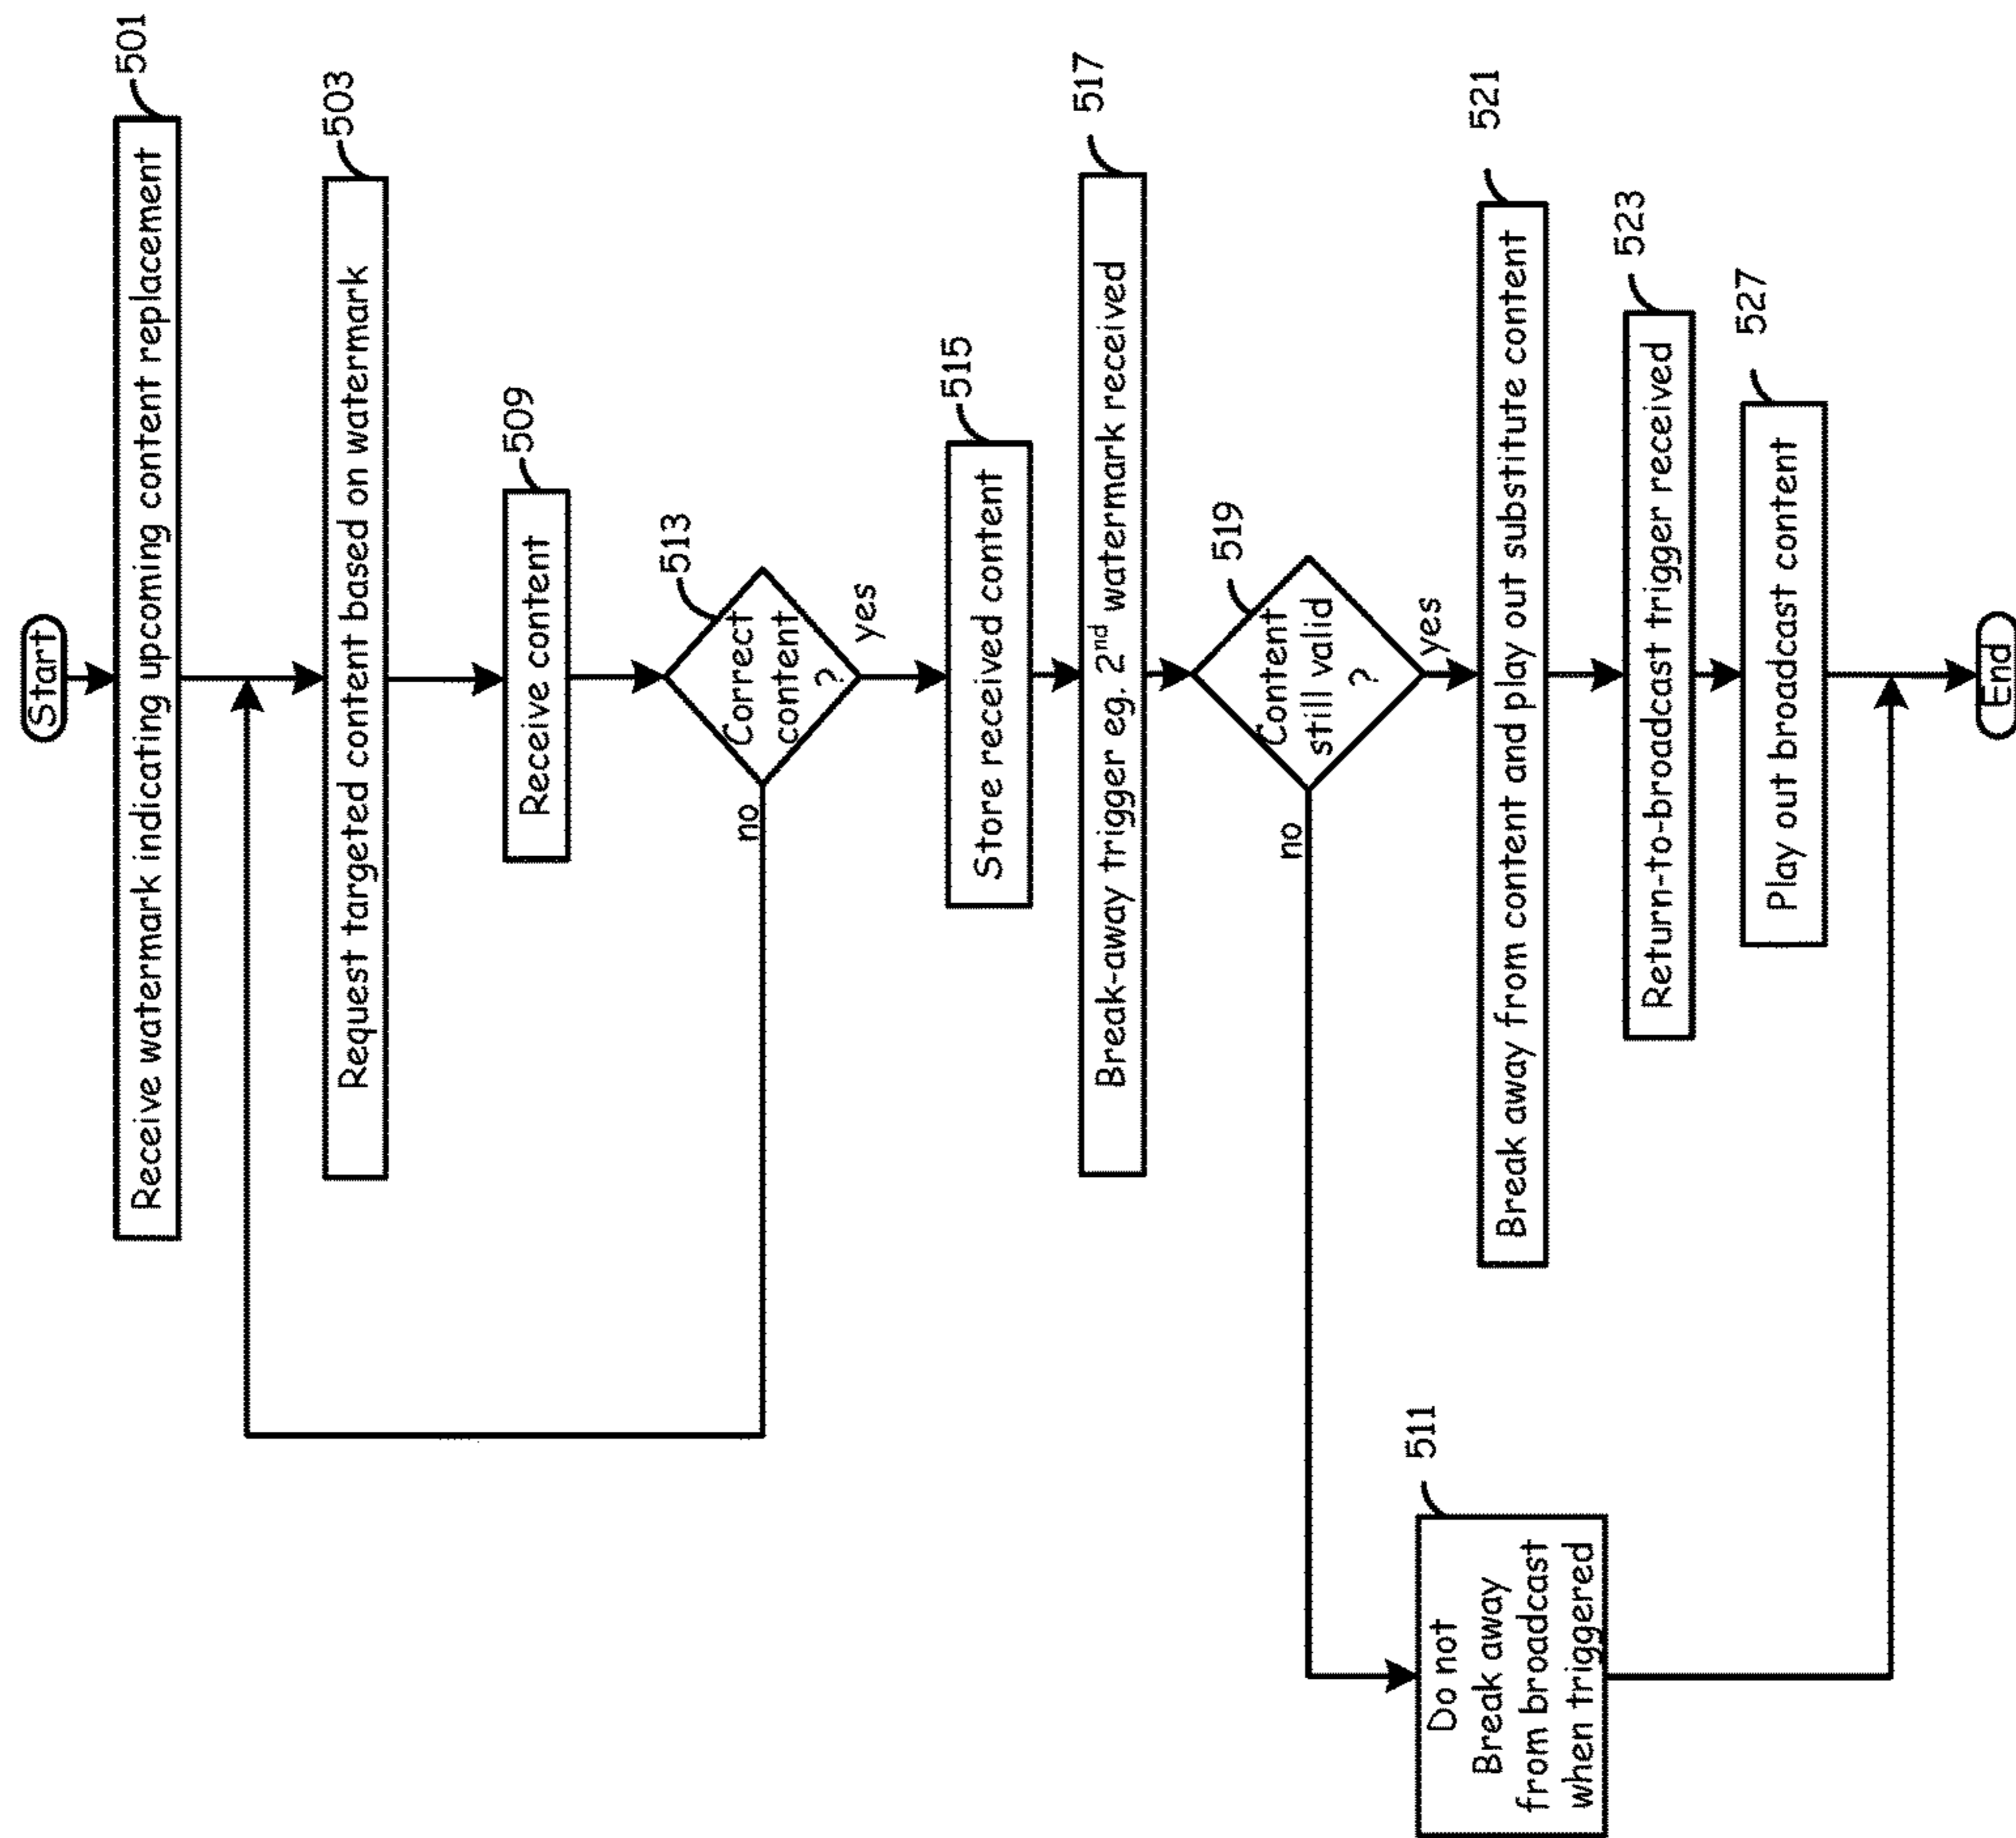 Start
501
Receive watermark indicating upcoming content replacement
503
Request targeted content based on watermark
509
Receive content
513
Correct
content
?
no
yes
515
Store received content
517
Break-away trigger eg. 2nd watermark received
519
Content
still valid
?
no
yes
511
Do not
Break away
from broadcast
when triggered
521
Break away from content and play out substitute content
523
Return-to-broadcast trigger received
527
Play out broadcast content
End